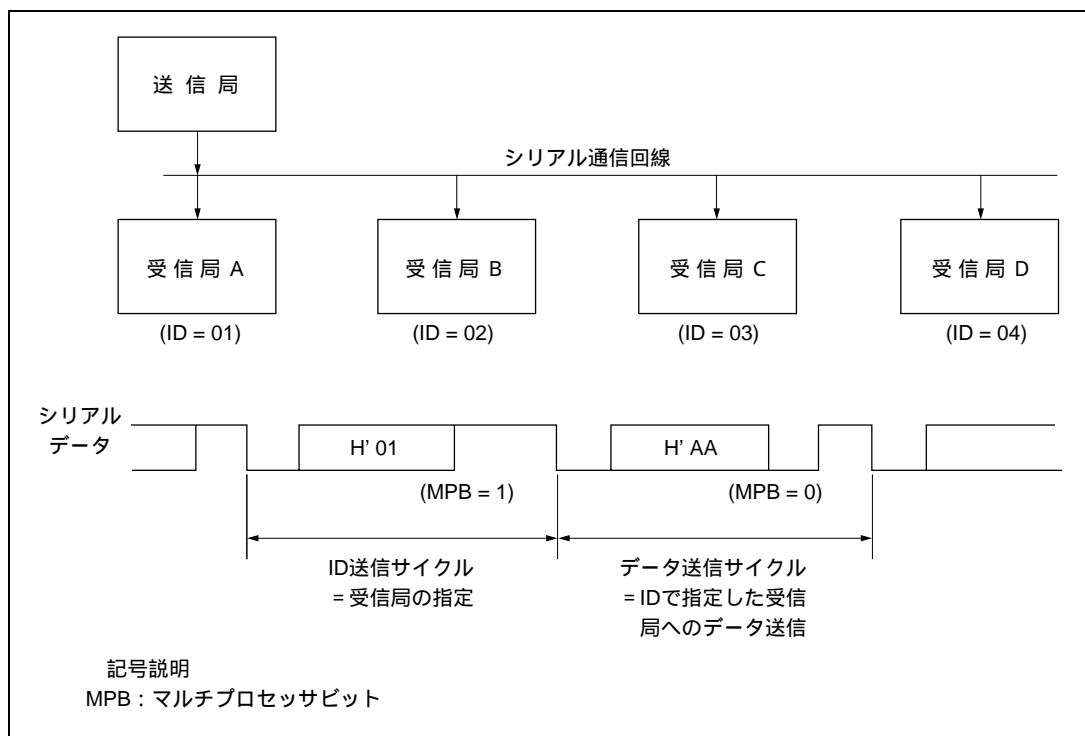 送信局
シリアル通信回線
受信局 A
受信局 B
受信局 C
受信局 D
(ID = 01)
(ID = 02)
(ID = 03)
(ID = 04)
シリアル
データ
H' 01
H' AA
(MPB = 1)
(MPB = 0)
ID送信サイクル
= 受信局の指定
データ送信サイクル
= IDで指定した受信
局へのデータ送信
記号説明
MPB：マルチプロセッサビット